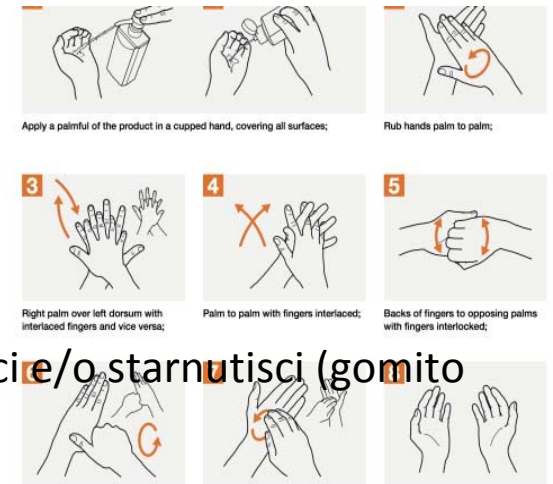 Apply a palmful of the product in a cupped hand, covering all surfaces;
Rub hands palm to palm;
3
4
5
Right palm over left dorsum with
interlaced fingers and vice versa;
Palm to palm with fingers interlaced;
Backs of fingers to opposing palms
with fingers interlocked;
ci e/o starnutisci (gomito